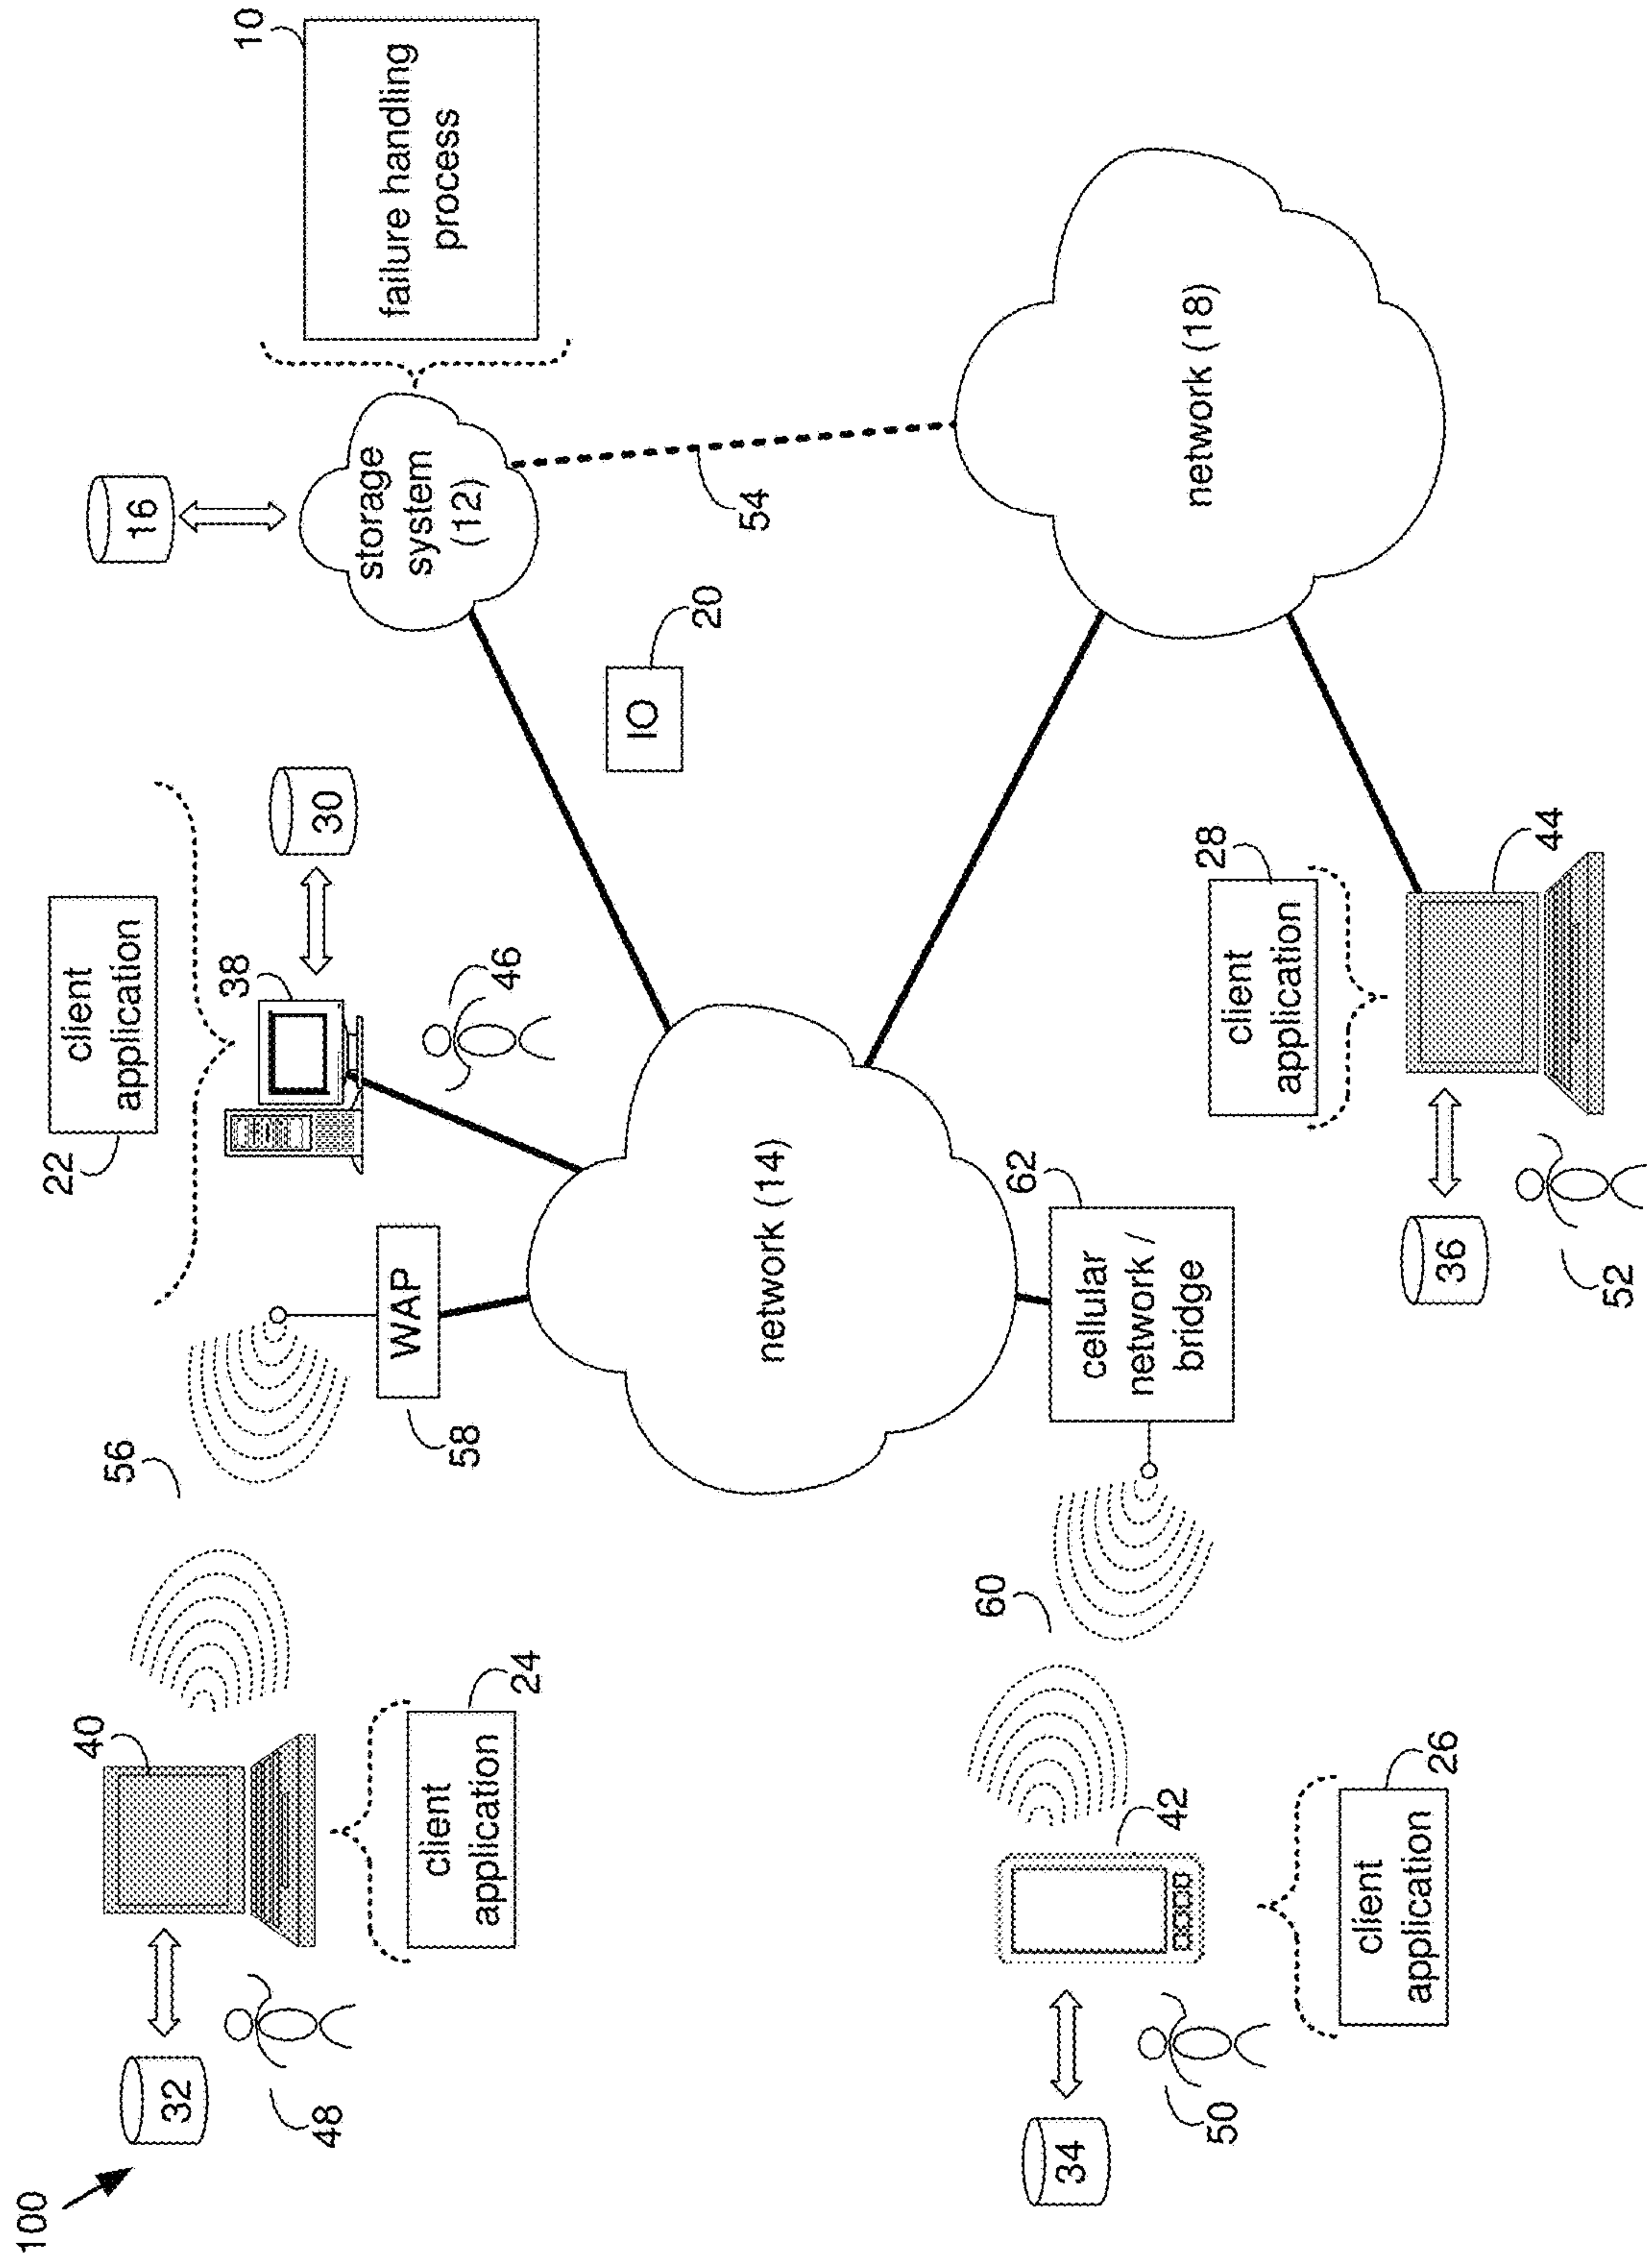 100
22
client
application
40
56
16
32
38
10
48
30
failure handling
process
storage
system
(12)
WAP
58
client
application
24
46
IO
20
54
network (14)
60
62
34
cellular
network /
bridge
42
network (18)
28
50
client
application
client
application
26
36
44
52